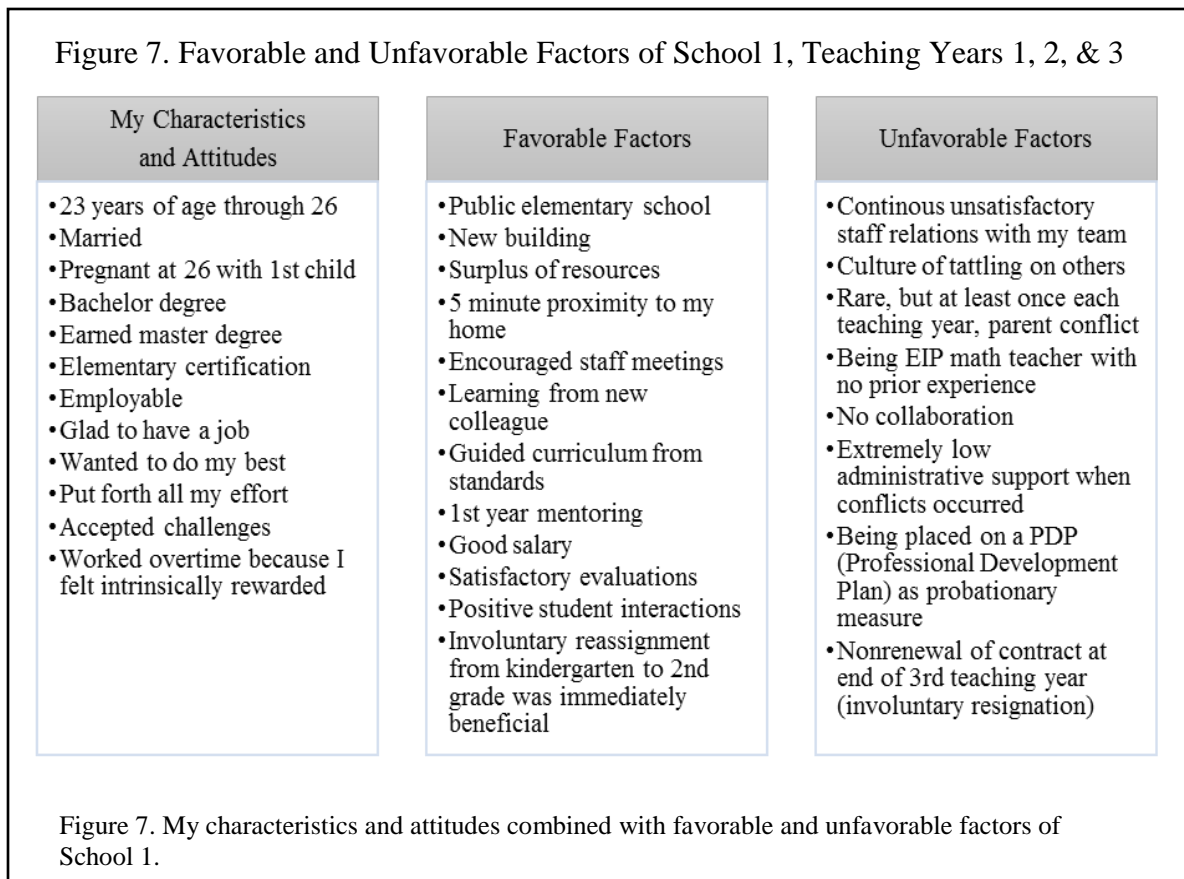 Figure 7. Favorable and Unfavorable Factors of School 1, Teaching Years 1, 2, & 3
My Characteristics
and Attitudes
•23 years of age through 26
•Married
•Pregnant at 26 with 1st child
•Bachelor degree
•Earned master degree
•Elementary certification
•Employable
•Glad to have a job
•Wanted to do my best
•Put forth all my effort
•Accepted challenges
•Worked overtime because I
felt intrinsically rewarded
Favorable Factors
•Public elementary school
•New building
•Surplus of resources
•5 minute proximity to my
home
•Encouraged staff meetings
•Learning from new
colleague
•Guided curriculum from
standards
•1st year mentoring
•Good salary
•Satisfactory evaluations
•Positive student interactions
•Involuntary reassignment
from kindergarten to 2nd
grade was immediately
beneficial
Unfavorable Factors
•Continous unsatisfactory
staff relations with my team
•Culture of tattling on others
•Rare, but at least once each
teaching year, parent conflict
•Being EIP math teacher with
no prior experience
•No collaboration
•Extremely low
administrative support when
conflicts occurred
•Being placed on a PDP
(Professional Development
Plan) as probationary
measure
•Nonrenewal of contract at
end of 3rd teaching year
(involuntary resignation)
Figure 7. My characteristics and attitudes combined with favorable and unfavorable factors of
School 1.